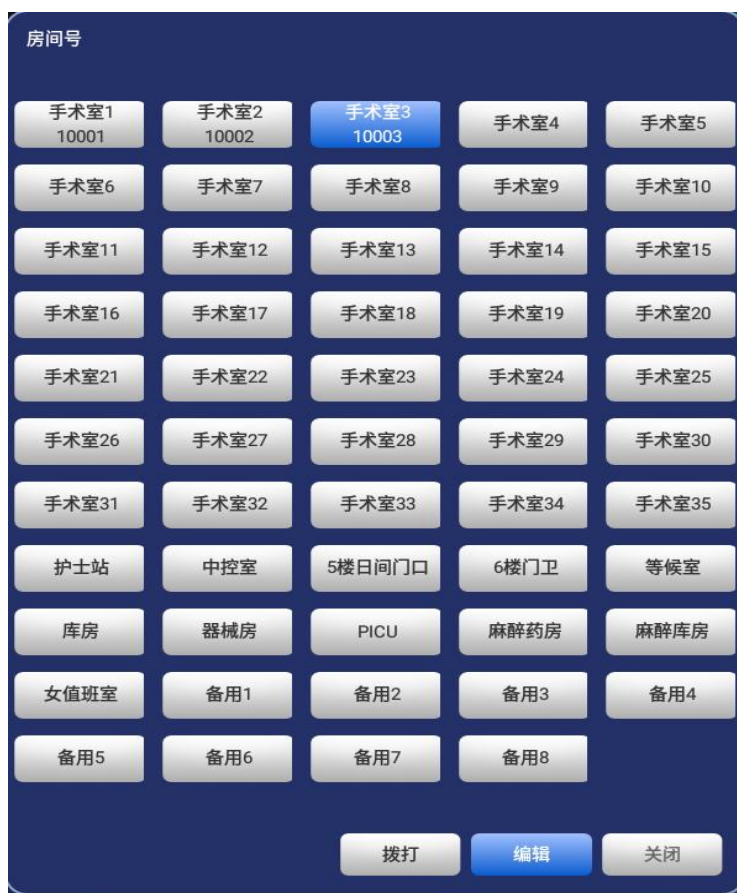 房间号
手术室1 手术室2 手术室3 手术室4 手术室5
10001 10002 10003
手术室6 手术室7 手术室8 手术室9 手术室10
手术室11 手术室12 手术室13 手术室14 手术室15
手术室16 手术室17 手术室18 手术室19 手术室20
手术室21 手术室22 手术室23 手术室24 手术室25
手术室26 手术室27 手术室28 手术室29 手术室30
手术室31 手术室32 手术室33 手术室34 手术室35
护士站 中控室 5楼日间门口 6楼门卫 等候室
库房 器械房 PICU 麻醉药房 麻醉库房
女值班室 备用1 备用2 备用3 备用4
备用5 备用6 备用7 备用8
拨打 编辑 关闭